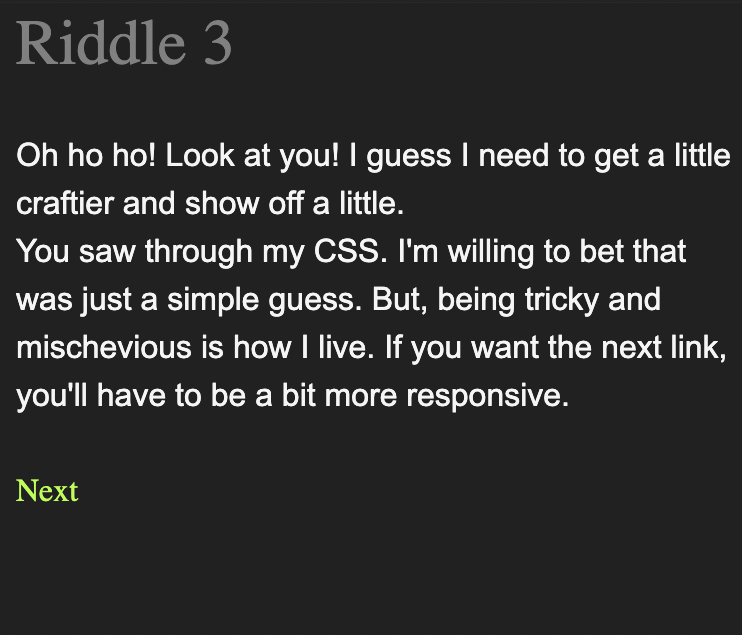 Riddle 3
Oh ho ho! Look at you! I guess I need to get a little
craftier and show off a little.
You saw through my CSS. I'm willing to bet that
was just a simple guess. But, being tricky and
mischevious is how I live. If you want the next link,
you'll have to be a bit more responsive.
Next